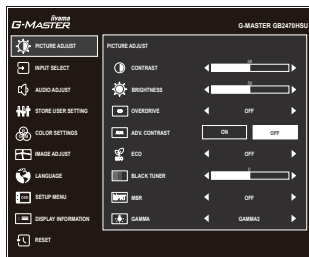 iiyama
G-MASTER
G-MASTER GB2470HSU
PICTURE ADJUST
INPUT SELECT
AUDIO ADJUST
STORE USER SETTING
COLOR SETTINGS
IMAGE ADJUST
LANGUAGE
SETUP MENU
DISPLAY INFORMATION
RESET
PICTURE ADJUST
CONTRAST
BRIGHTNESS
OVERDRIVE OFF
ADV. CONTRAST ON OFF
ECO OFF
BLACK TUNER
MBR OFF
GAMMA GAMMA3